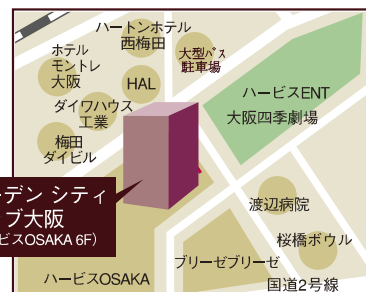 ハートンホテル
西梅田
ホテル
モントレ
大阪
大型バス
駐車場
HAL
ハービスENT
大阪四季劇場
ダイワハウス
工業
梅田
ダイビル
デン シティ
ブ大阪
ビスOSAKA 6F)
渡辺病院
桜橋ボウル
ブリーゼブリーゼ
ハービスOSAKA
国道2号線